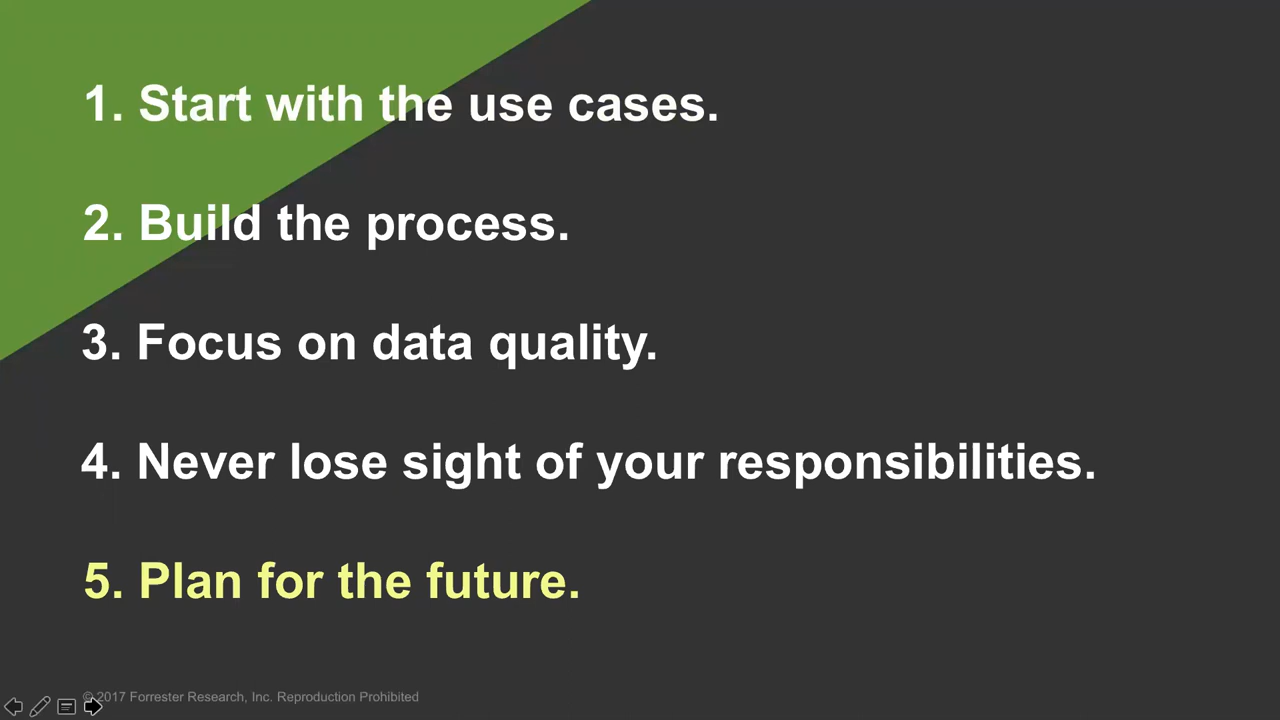 1. Start with the use cases.
2. Build the process.
3. Focus on data quality.
4. Never lose sight of your responsibilities.
5. Plan for the future.
© 2017 Forrester Research, Inc. Reproduction Prohibited